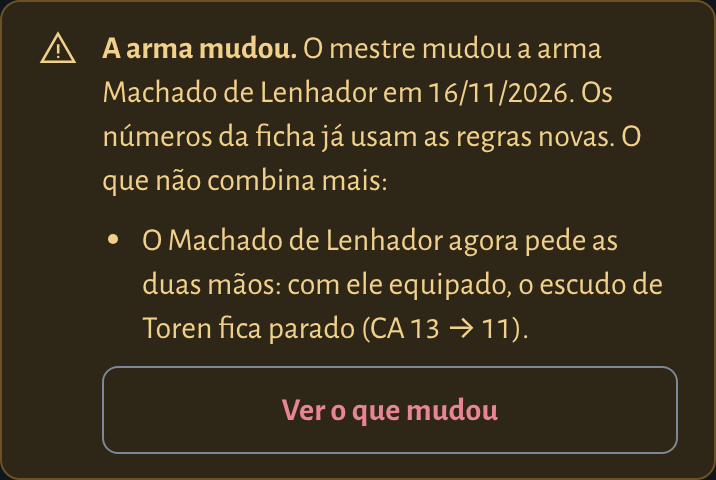 A arma mudou. O mestre mudou a arma
Machado de Lenhador em 16/11/2026. Os
números da ficha já usam as regras novas. O
que não combina mais:
• O Machado de Lenhador agora pede as
duas mãos: com ele equipado, o escudo de
Toren fica parado (CA 13 → 11).
Ver o que mudou